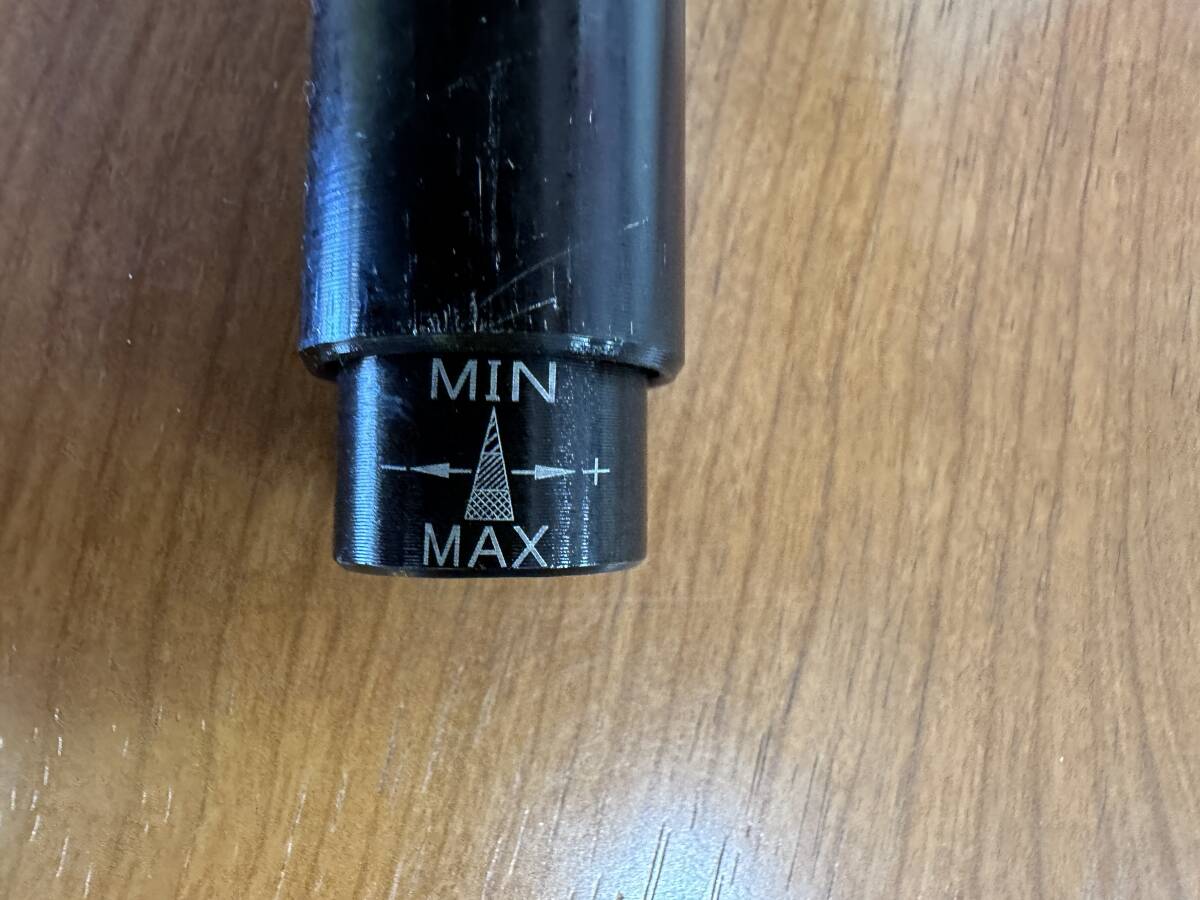 MIN
- +
MAX